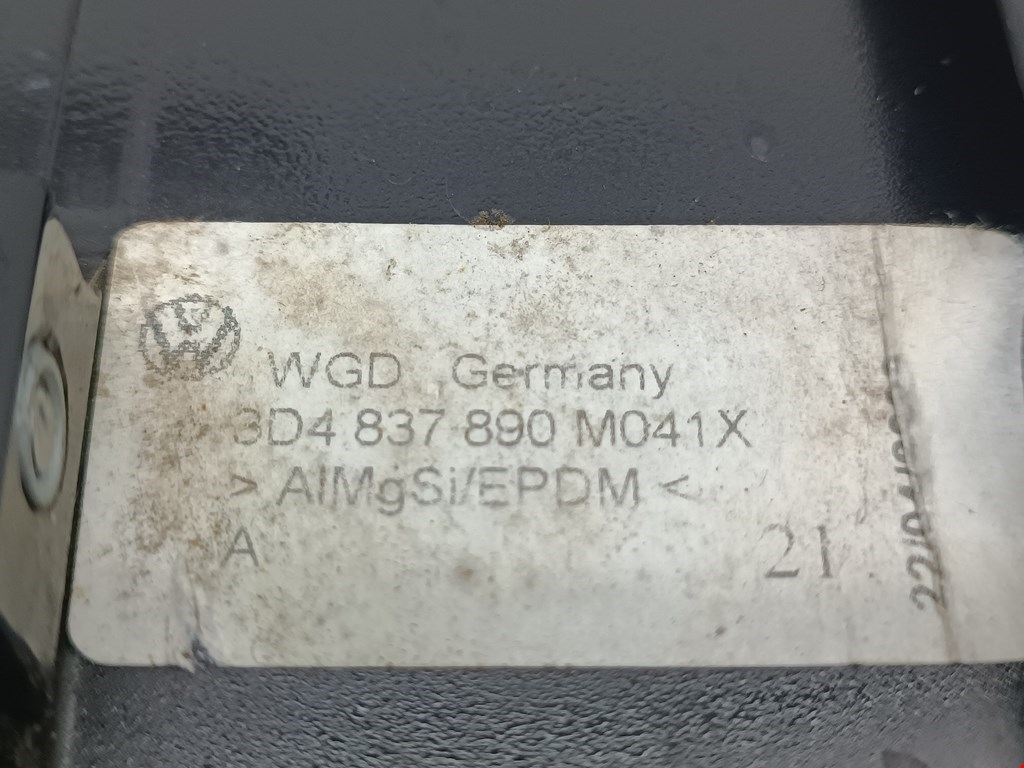 WGD Germany
3D4 837 890 M041X
> AlMgSi/EPDM <
A 21